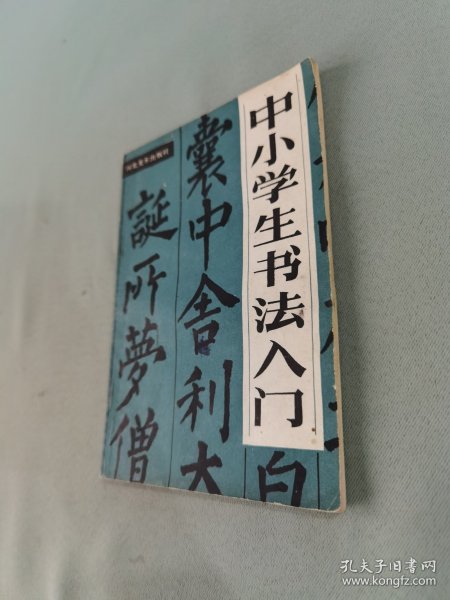 中小学生书法入门
囊中舍利大
誕所夢僧
白
孔夫子旧书网
www.kongfz.com